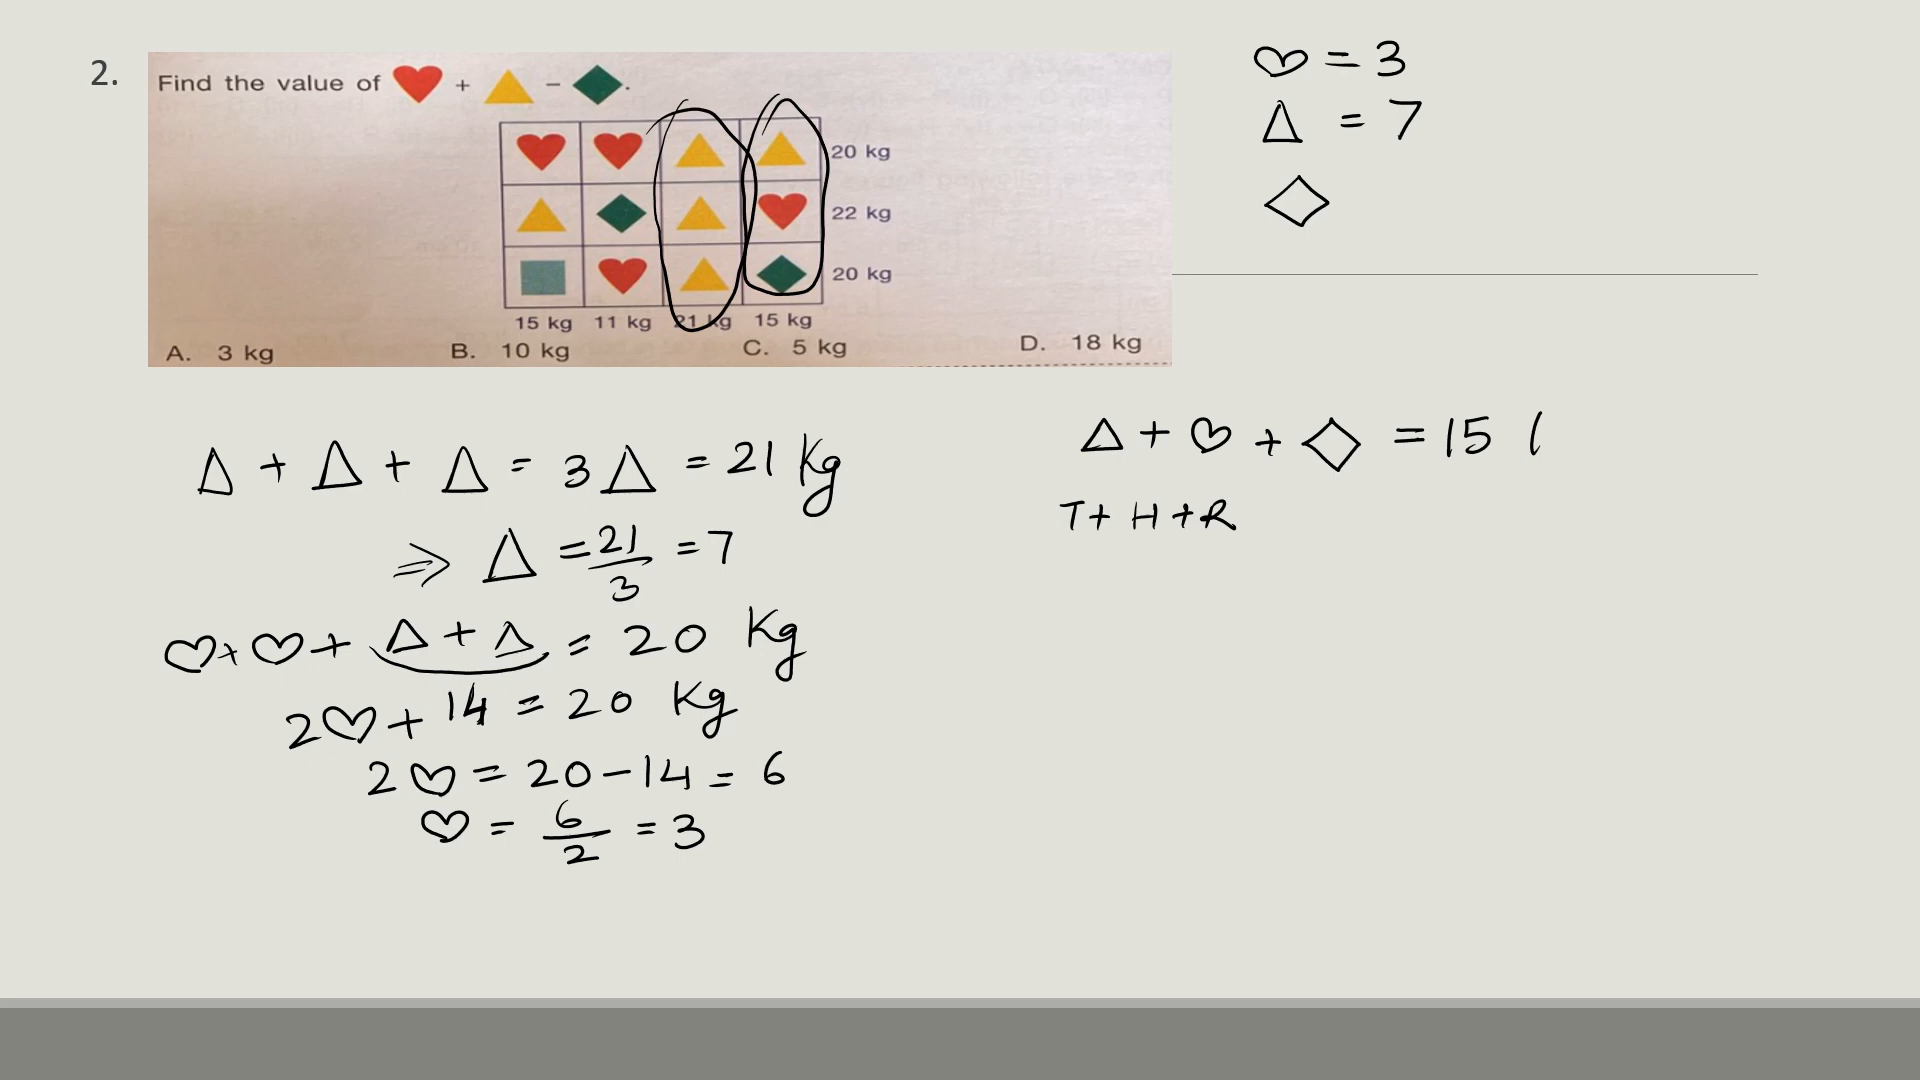 2.
Find the value of ♥ + ▲ − ◆.
20 kg
22 kg
20 kg
15 kg 11 kg 21 kg 15 kg
A. 3 kg B. 10 kg C. 5 kg D. 18 kg
♡ = 3
△ = 7
◇
△ + △ + △ = 3△ = 21 Kg
⇒ △ = 21/3 = 7
♡ + ♡ + △ + △ = 20 Kg
2♡ + 14 = 20 Kg
2♡ = 20 − 14 = 6
♡ = 6/2 = 3
△ + ♡ + ◇ = 15 (
T + H + R